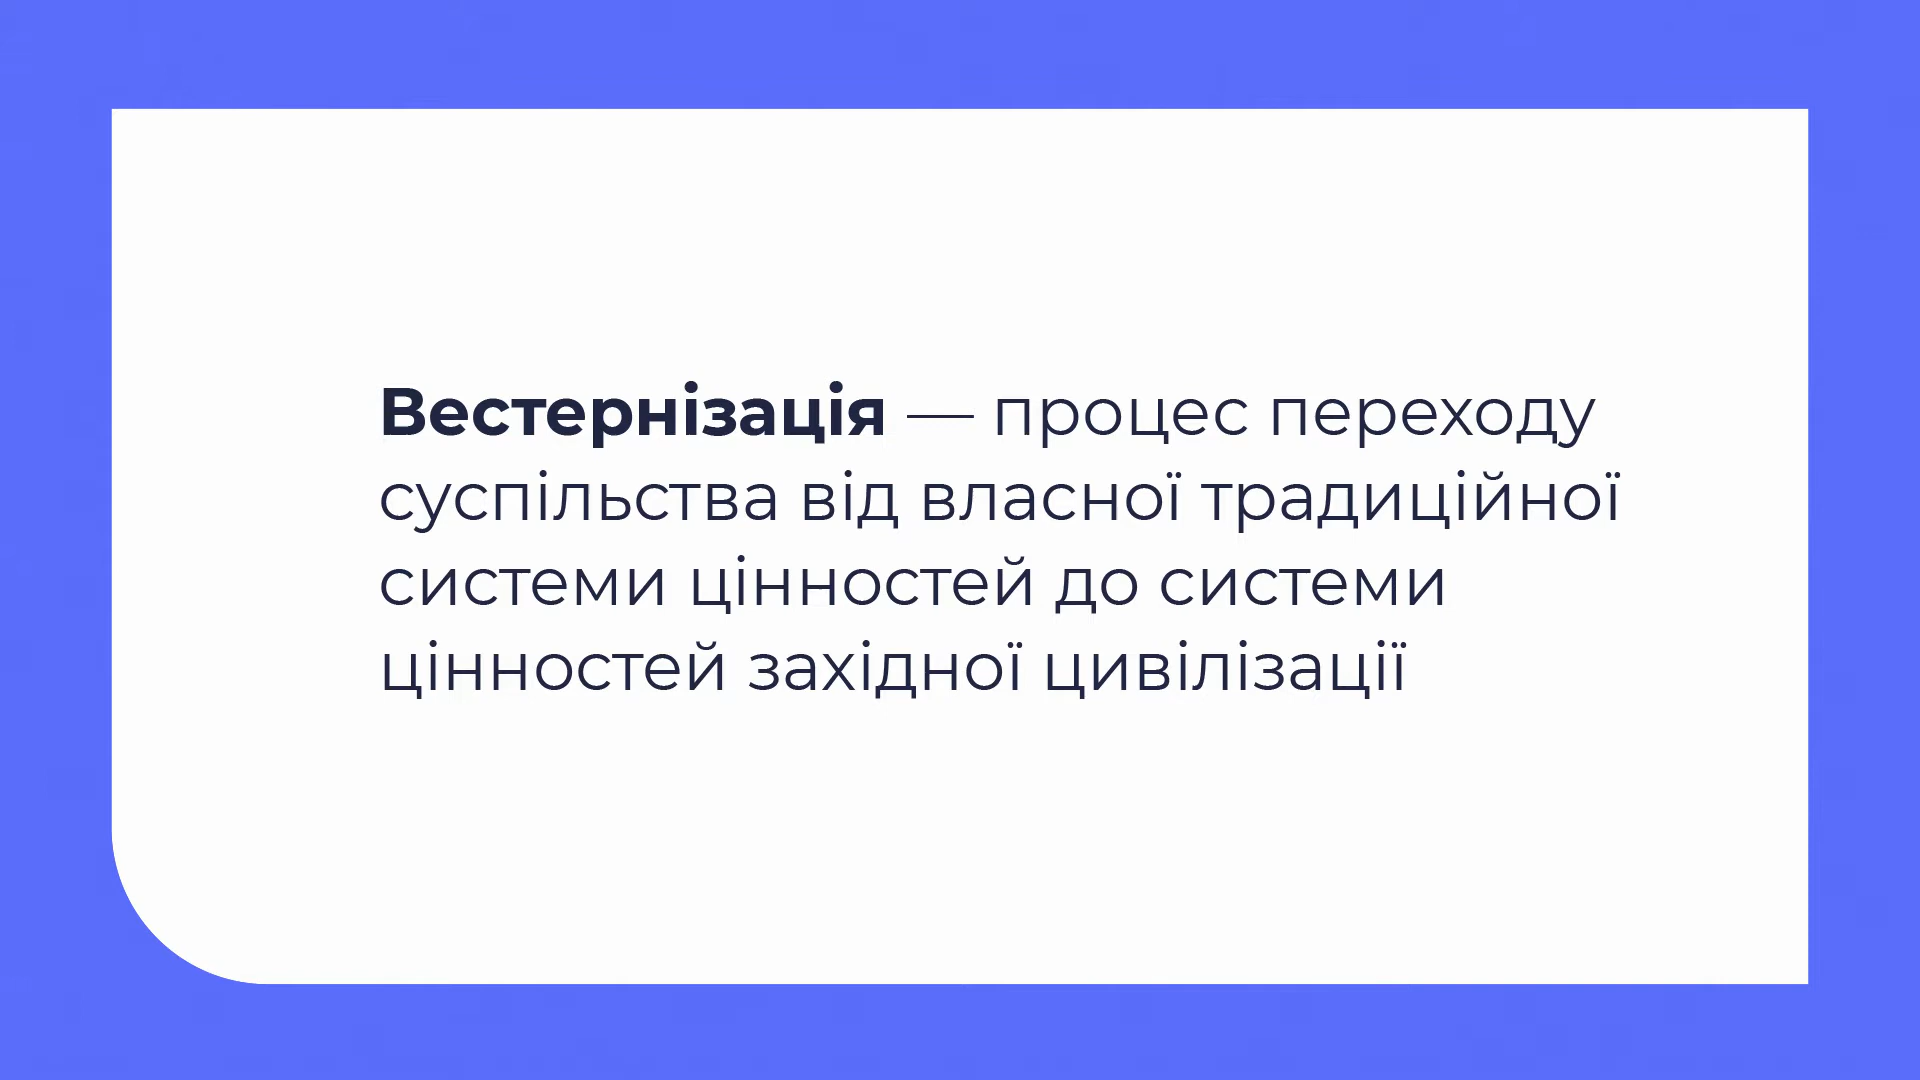 Вестернізація — процес переходу
суспільства від власної традиційної
системи цінностей до системи
цінностей західної цивілізації